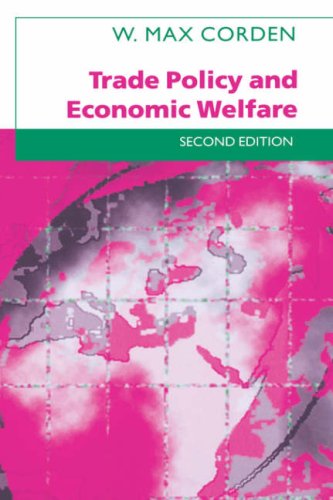 W. MAX CORDEN
Trade Policy and
Economic Welfare
SECOND EDITION